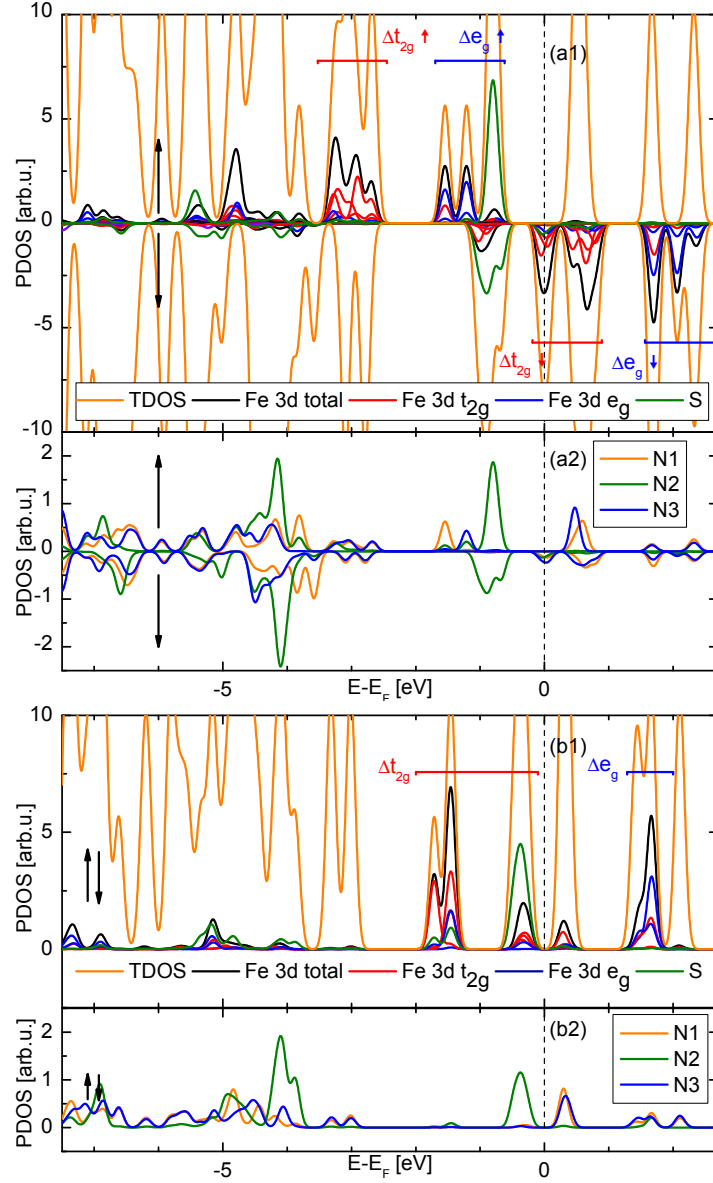 10
5
0
-5
-10
PDOS [arb.u.]
Δt2g
Δeg
(a1)
Δt2g
Δeg
TDOS Fe 3d total Fe 3d t2g Fe 3d eg S
2
1
0
-1
-2
PDOS [arb.u.]
(a2)
N1
N2
N3
-5 0
E-EF [eV]
10
5
0
PDOS [arb.u.]
Δt2g
(b1)
Δeg
TDOS Fe 3d total Fe 3d t2g Fe 3d eg S
2
1
0
PDOS [arb.u.]
(b2)
N1
N2
N3
-5 0
E-EF [eV]